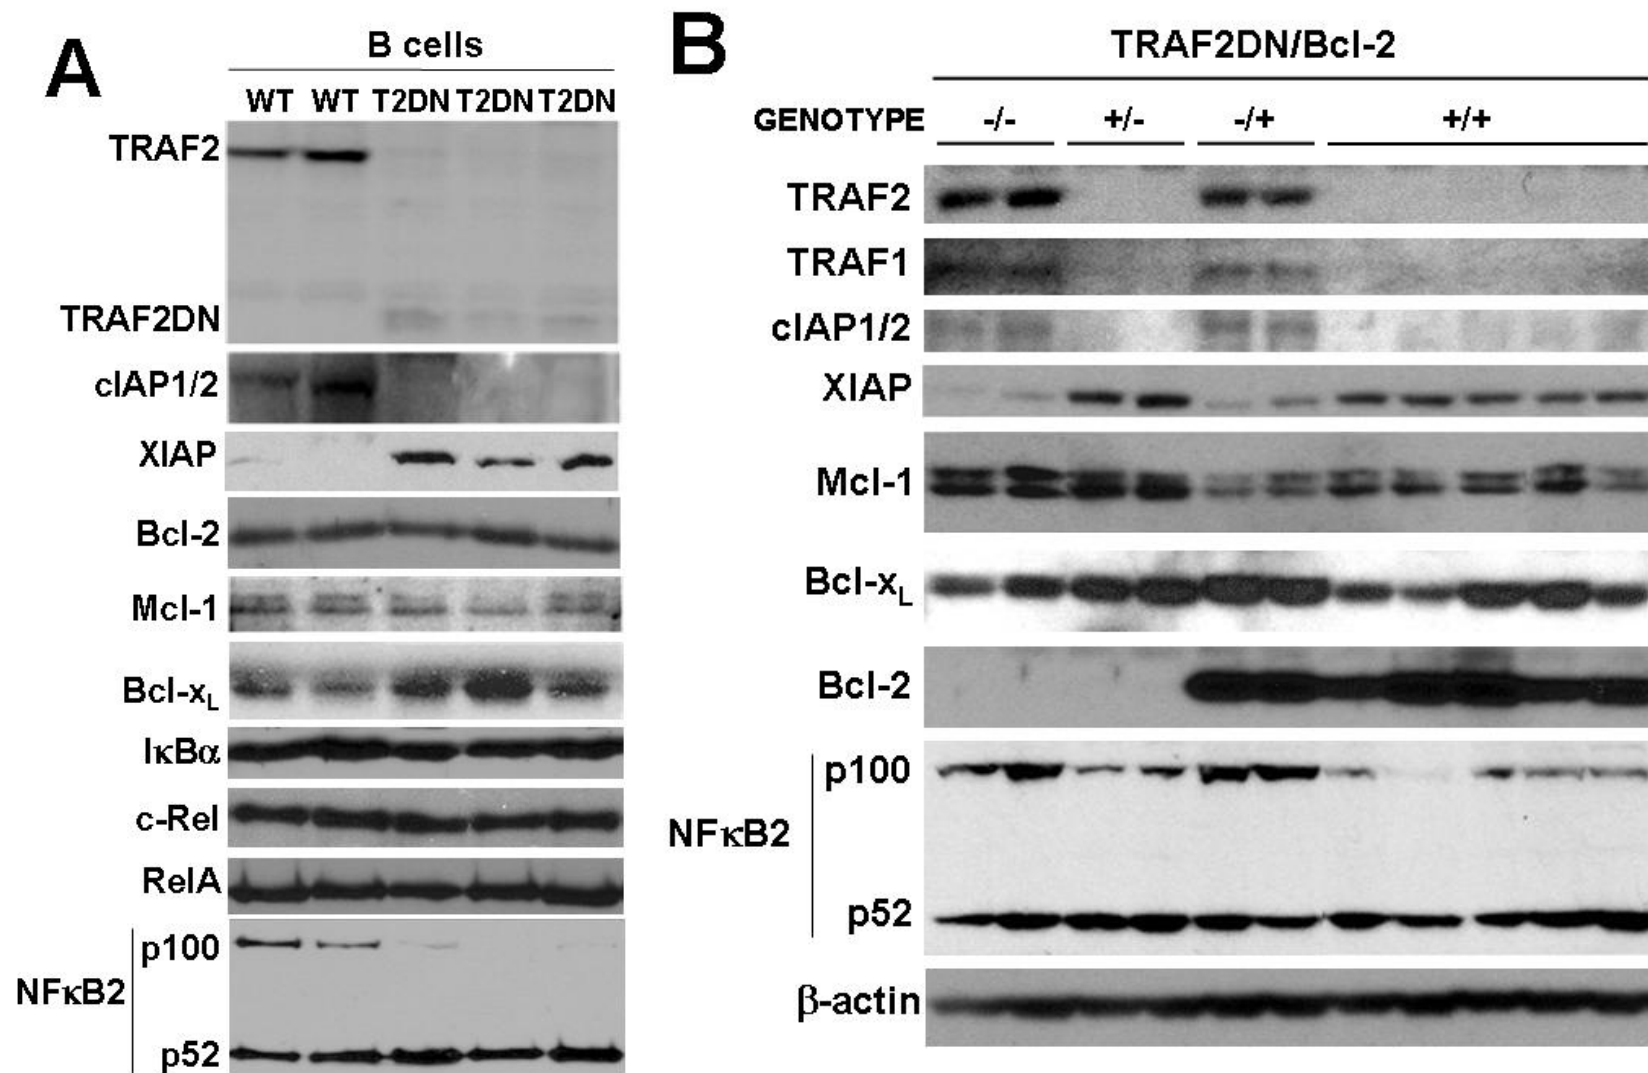 A
B cells
WT WT T2DN T2DN T2DN
TRAF2
TRAF2DN
cIAP1/2
XIAP
Bcl-2
Mcl-1
Bcl-xL
IκBα
c-Rel
RelA
NFκB2
p100
p52
B
TRAF2DN/Bcl-2
GENOTYPE -/- +/- -/+ +/+
TRAF2
TRAF1
cIAP1/2
XIAP
Mcl-1
Bcl-xL
Bcl-2
NFκB2
p100
p52
β-actin